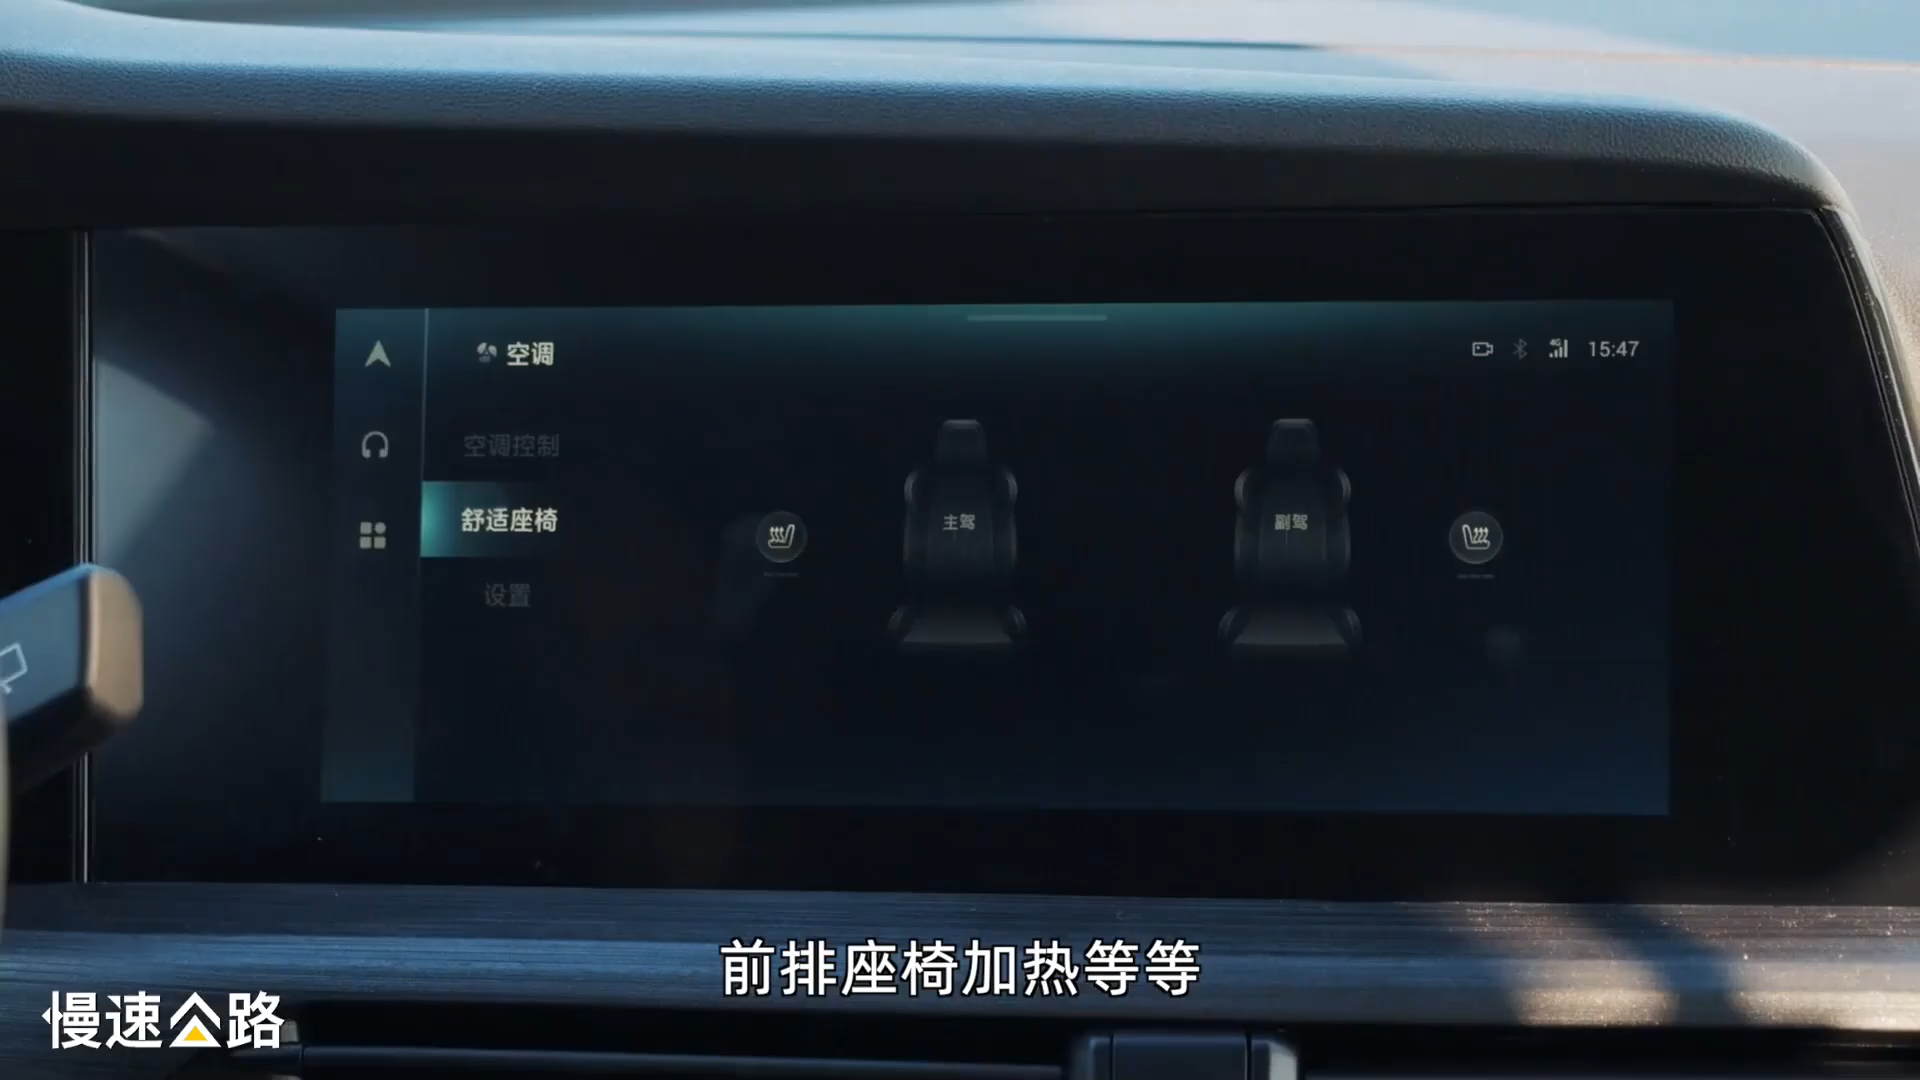 空调
15:47
空调控制
舒适座椅
设置
主驾
副驾
前排座椅加热等等
慢速公路